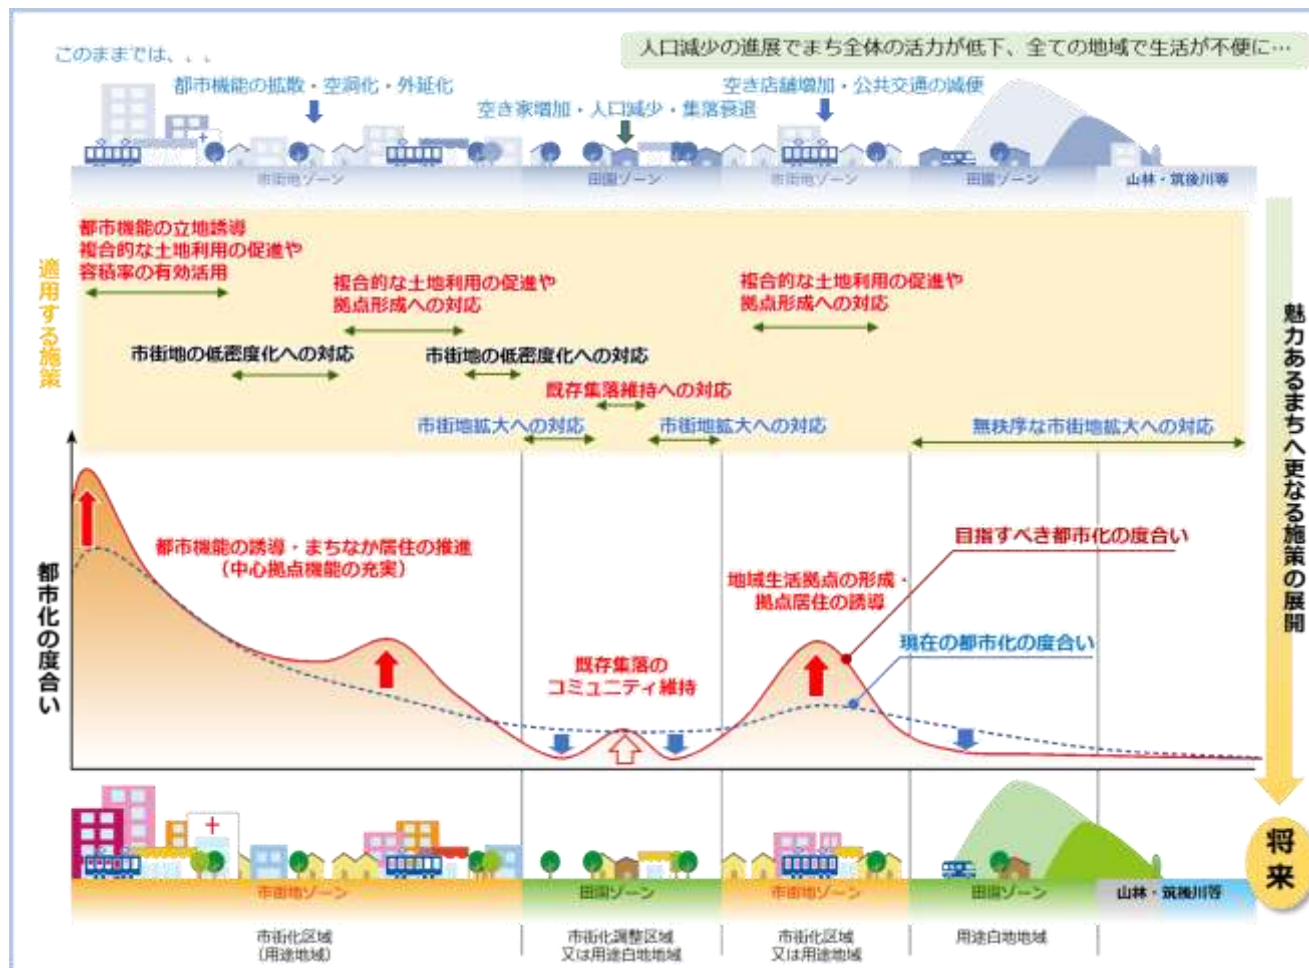 このままでは、、、
人口減少の進展でまち全体の活力が低下、全ての地域で生活が不便に…
都市機能の拡散・空洞化・外延化
空き家増加・人口減少・集落衰退
空き店舗増加・公共交通の減便
市街地ゾーン
田園ゾーン
市街地ゾーン
田園ゾーン
山林・筑後川等
適用する施策
都市機能の立地誘導
複合的な土地利用の促進や
容積率の有効活用
複合的な土地利用の促進や
拠点形成への対応
複合的な土地利用の促進や
拠点形成への対応
市街地の低密度化への対応
市街地の低密度化への対応
既存集落維持への対応
市街地拡大への対応
市街地拡大への対応
無秩序な市街地拡大への対応
魅力あるまちへ更なる施策の展開
都市化の度合い
都市機能の誘導・まちなか居住の推進
（中心拠点機能の充実）
目指すべき都市化の度合い
地域生活拠点の形成・
拠点居住の誘導
現在の都市化の度合い
既存集落の
コミュニティ維持
将来
市街地ゾーン
田園ゾーン
市街地ゾーン
田園ゾーン
山林・筑後川等
市街化区域
（用途地域）
市街化調整区域
又は用途白地地域
市街化区域
又は用途地域
用途白地地域